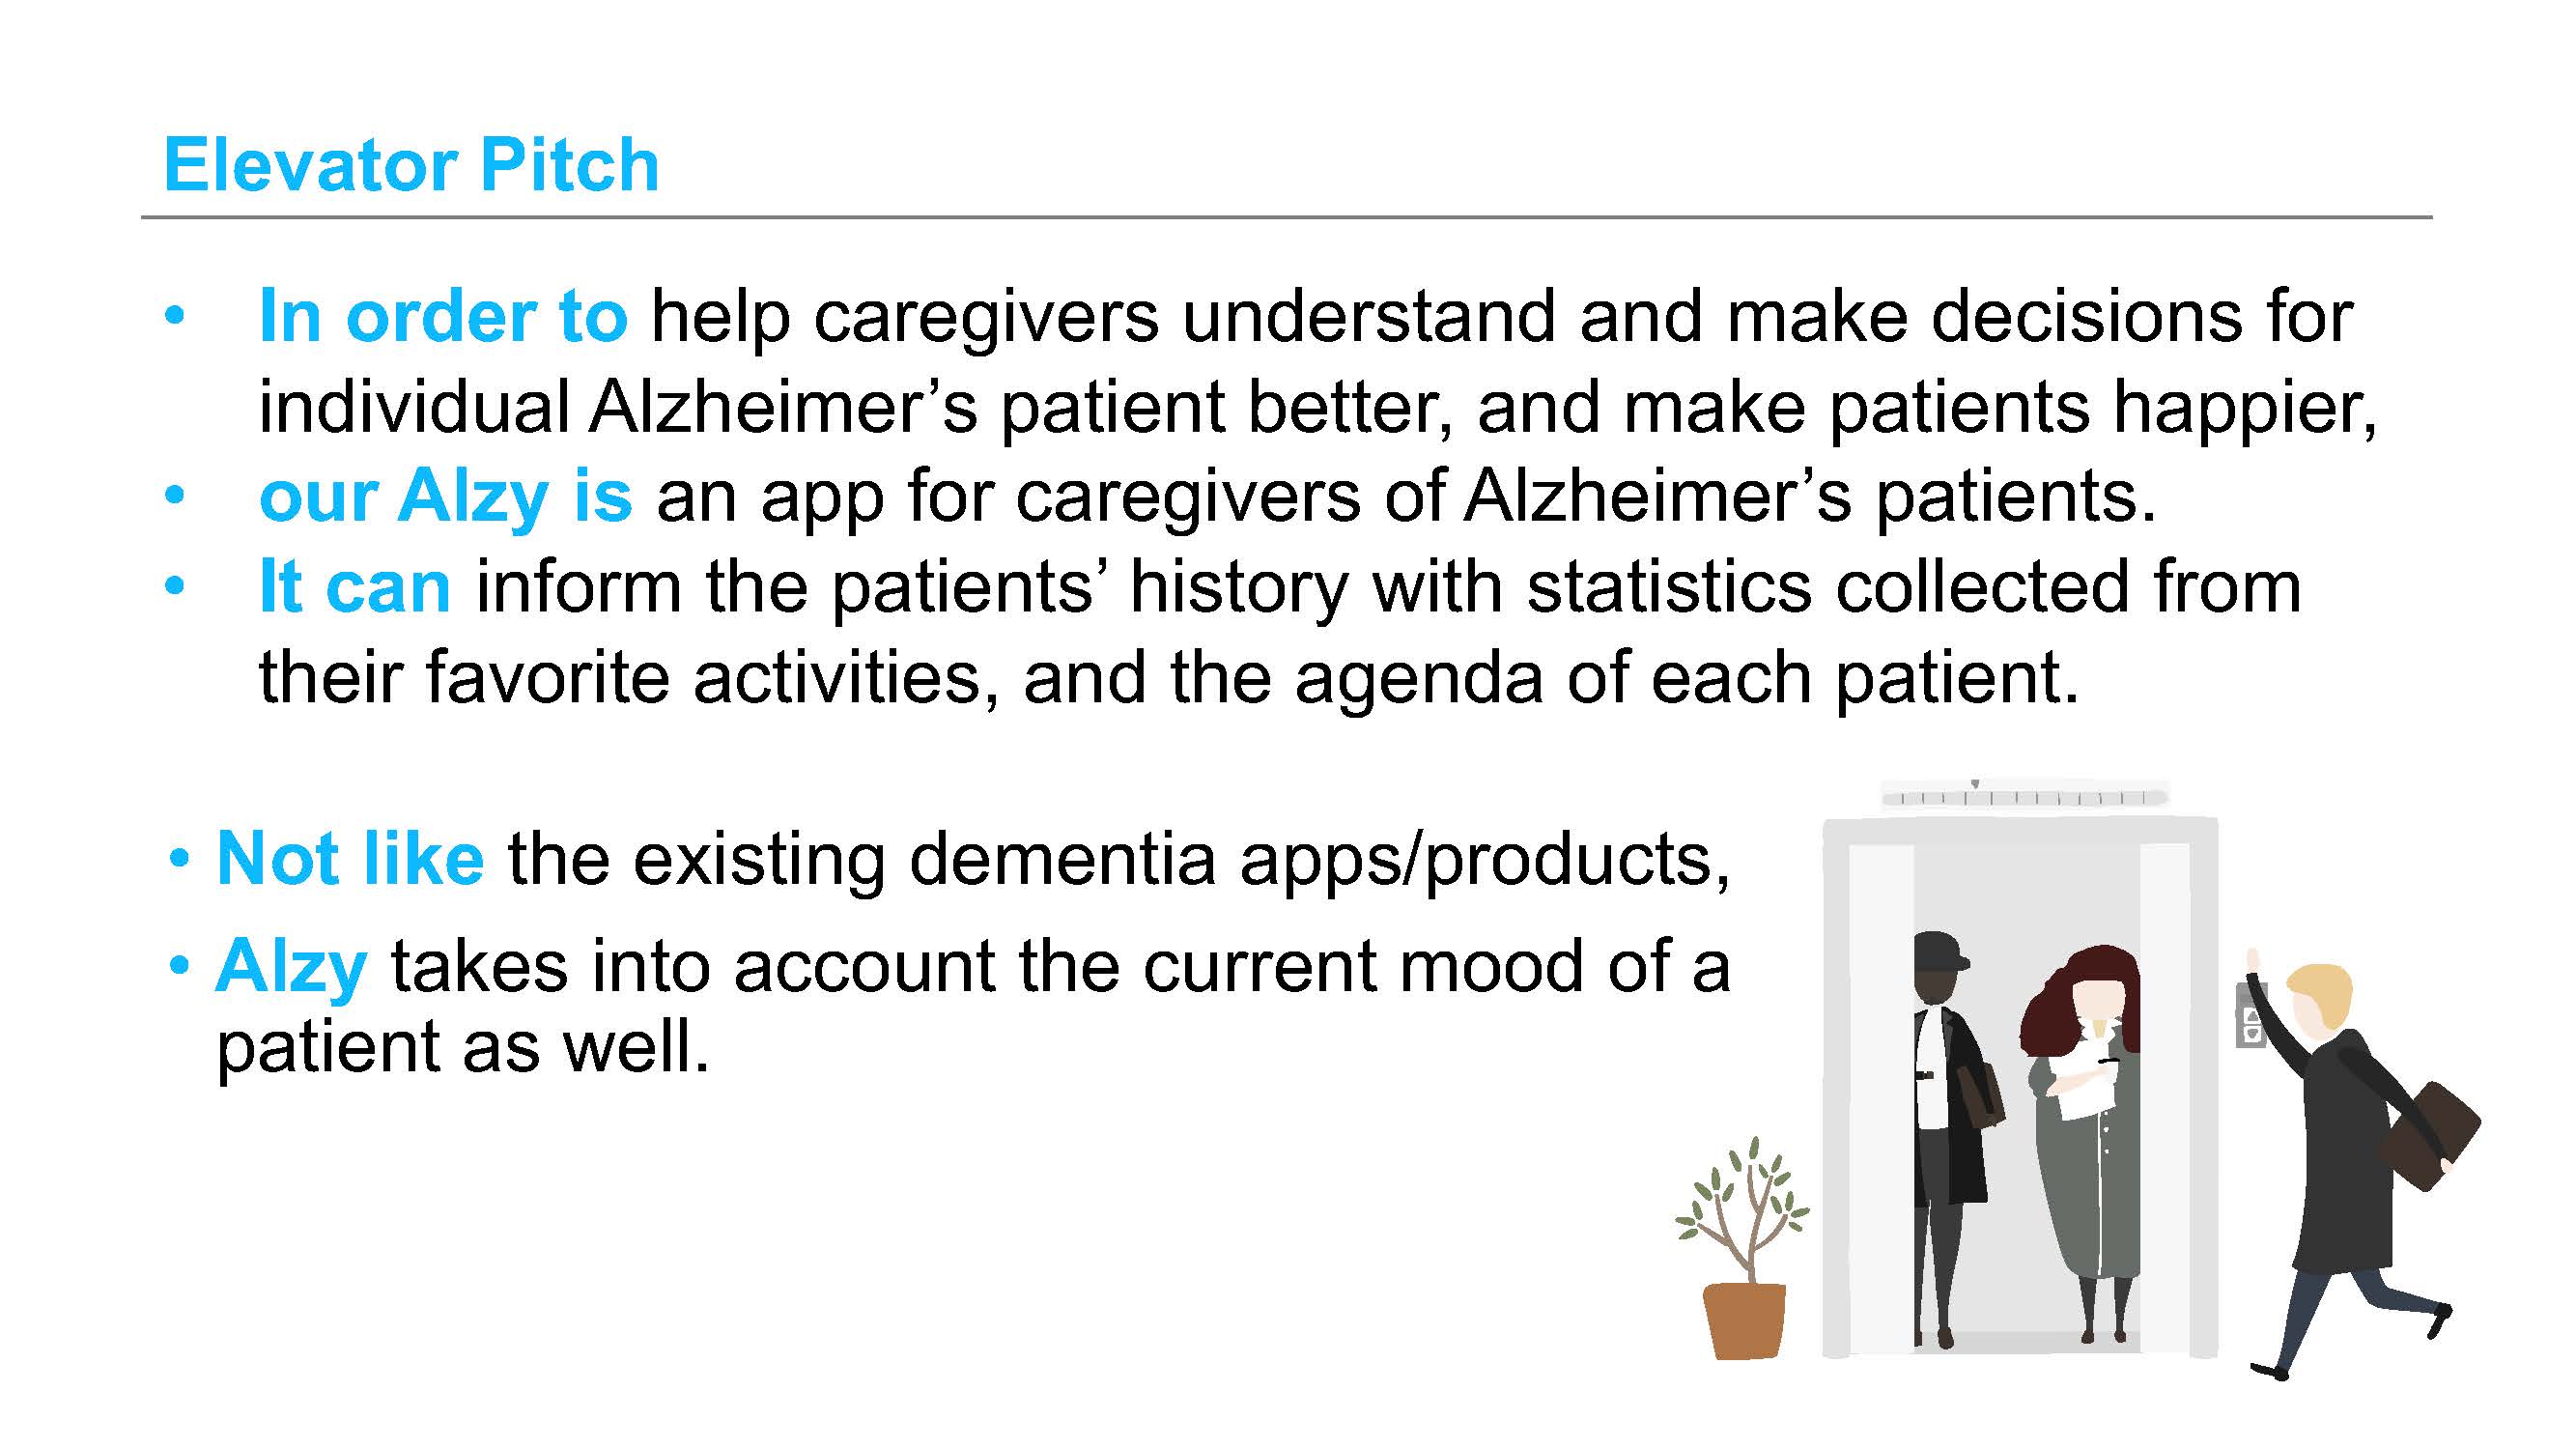 Elevator Pitch
• In order to help caregivers understand and make decisions for
individual Alzheimer’s patient better, and make patients happier,
• our Alzy is an app for caregivers of Alzheimer’s patients.
• It can inform the patients’ history with statistics collected from
their favorite activities, and the agenda of each patient.
• Not like the existing dementia apps/products,
• Alzy takes into account the current mood of a
patient as well.